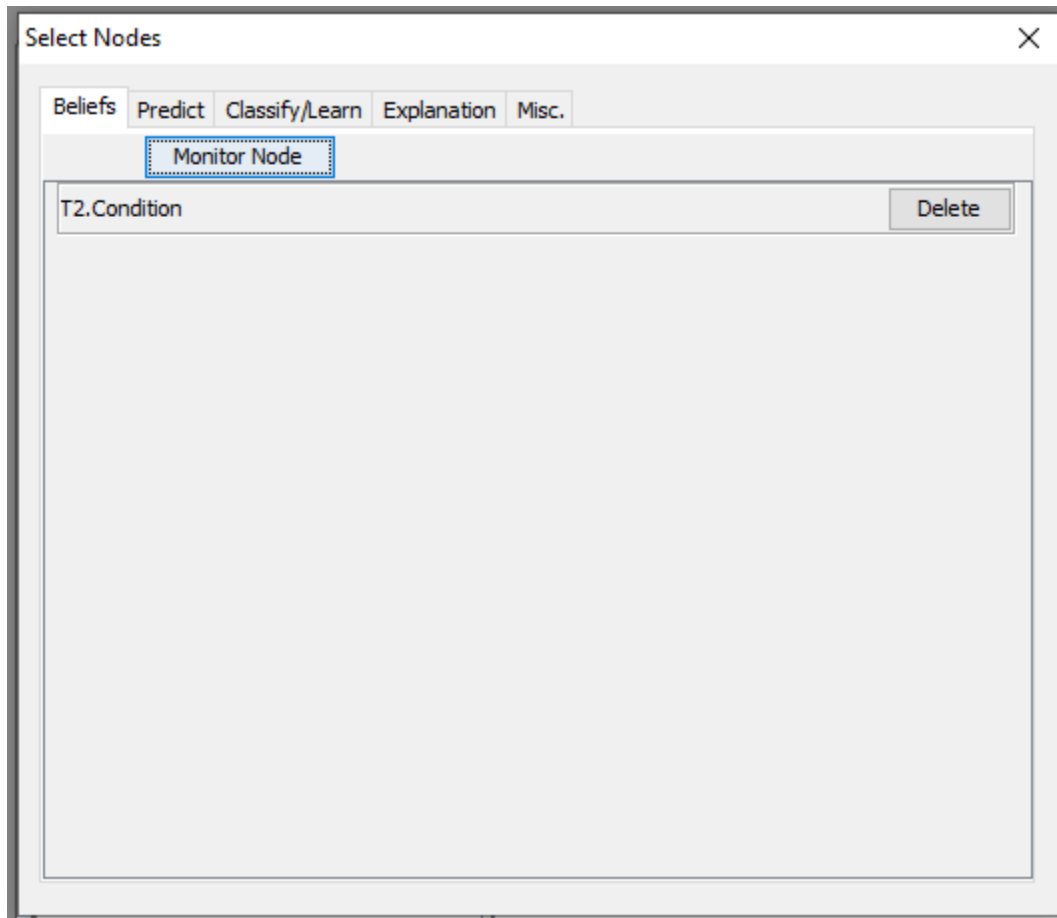 Select Nodes
Beliefs Predict Classify/Learn Explanation Misc.
Monitor Node
T2.Condition Delete